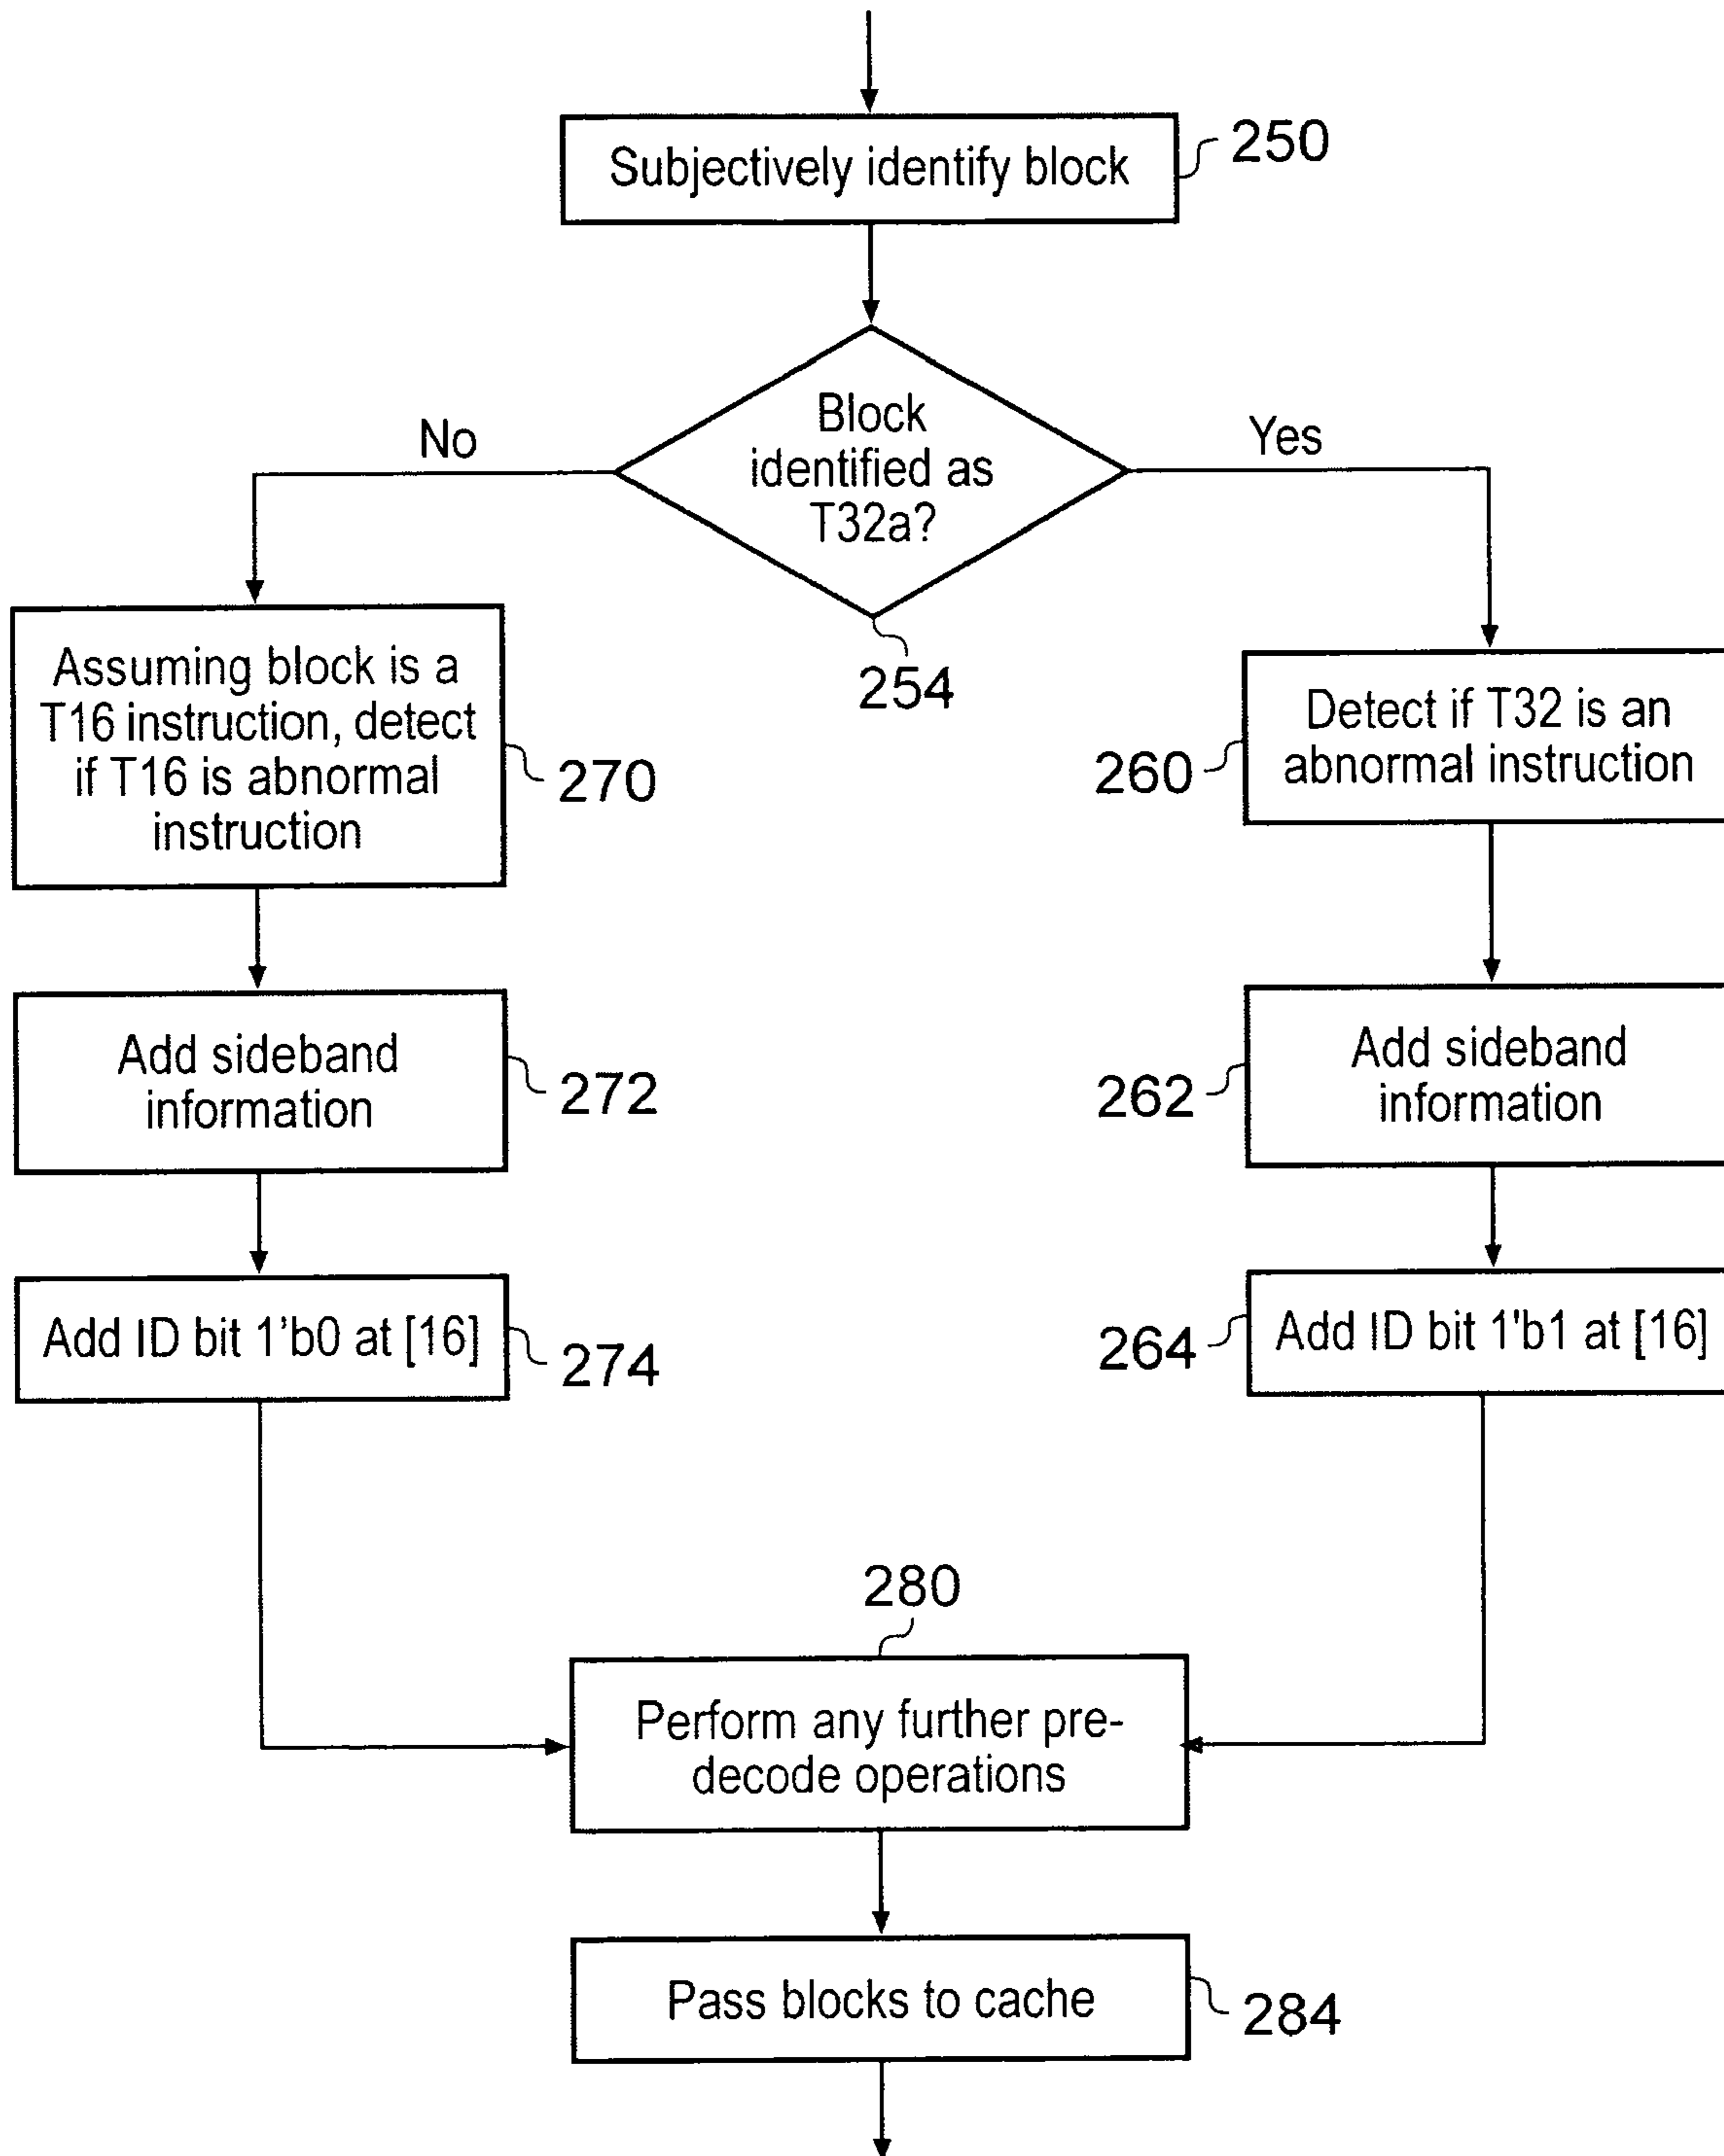 Subjectively identify block
250
Block
identified as
T32a?
No
Yes
254
Assuming block is a
T16 instruction, detect
if T16 is abnormal
instruction
270
Detect if T32 is an
abnormal instruction
260
Add sideband
information
272
Add sideband
information
262
Add ID bit 1'b0 at [16]
274
Add ID bit 1'b1 at [16]
264
280
Perform any further pre-
decode operations
Pass blocks to cache
284